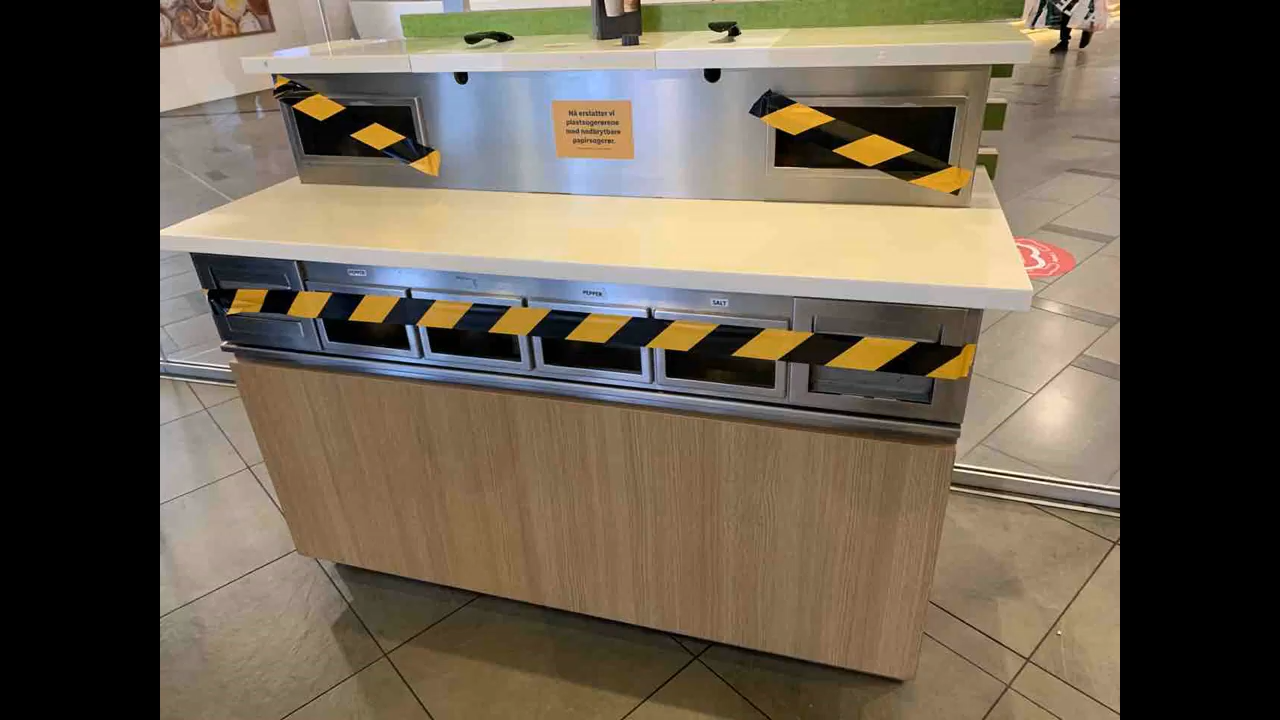 Nå erstatter vi
plastsugerørene
med nedbrytbare
papirsugerør.
PEPPER
SALT